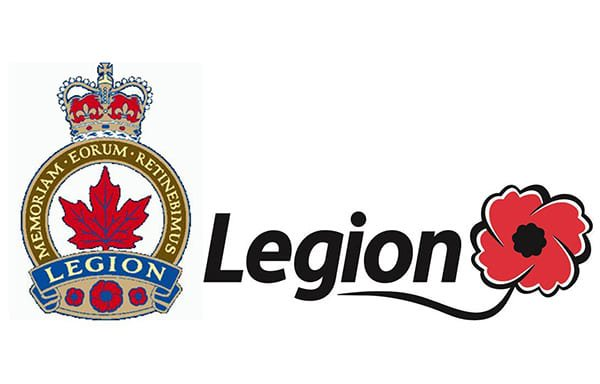 MEMORIAM · EORUM · RETINEBIMUS
LEGION
Legion